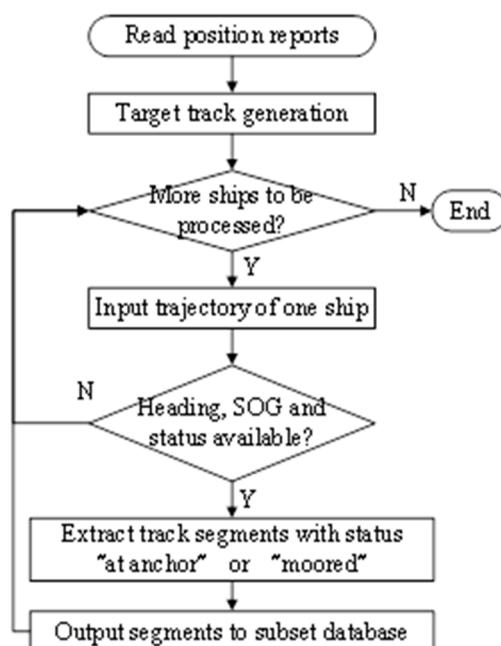 Read position reports
Target track generation
More ships to be
processed?
N
End
Y
Input trajectory of one ship
N
Heading, SOG and
status available?
Y
Extract track segments with status
"at anchor" or "moored"
Output segments to subset database